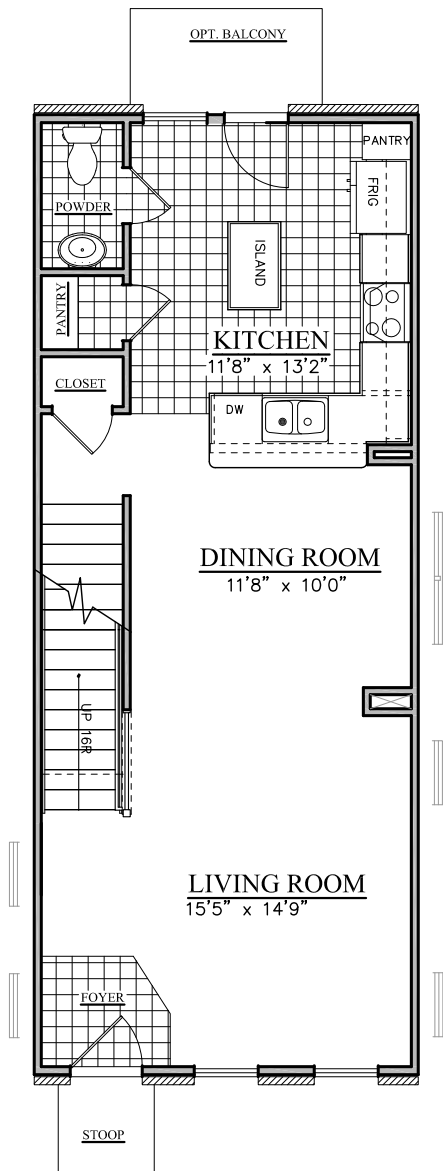 OPT. BALCONY
PANTRY
FRIG
POWDER
ISLAND
PANTRY
KITCHEN
11'8" x 13'2"
CLOSET
DW
DINING ROOM
11'8" x 10'0"
UP 16R
LIVING ROOM
15'5" x 14'9"
FOYER
STOOP